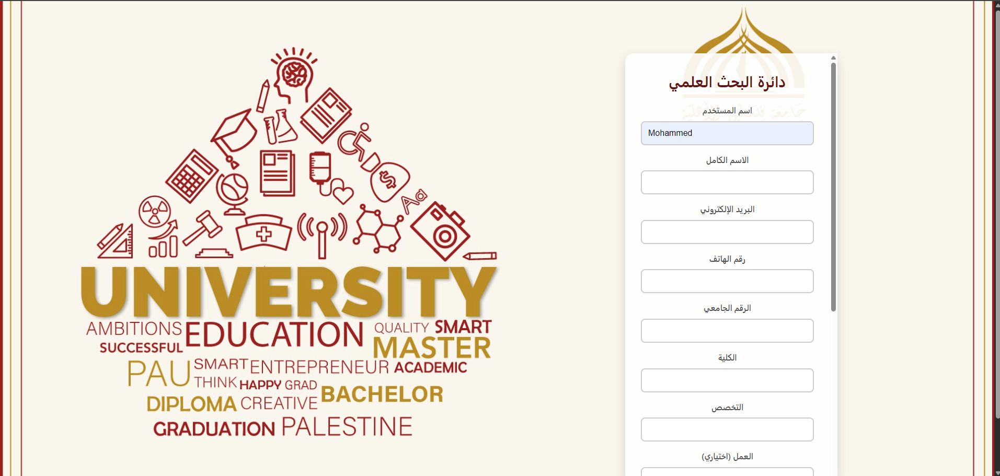 UNIVERSITY
AMBITIONS EDUCATION QUALITY SMART
SUCCESSFUL MASTER
PAU SMART ENTREPRENEUR ACADEMIC
THINK HAPPY GRAD BACHELOR
DIPLOMA CREATIVE
GRADUATION PALESTINE
Aa
$
دائرة البحث العلمي
اسم المستخدم
Mohammed
الاسم الكامل
البريد الإلكتروني
رقم الهاتف
الرقم الجامعي
الكلية
التخصص
العمل (اختياري)